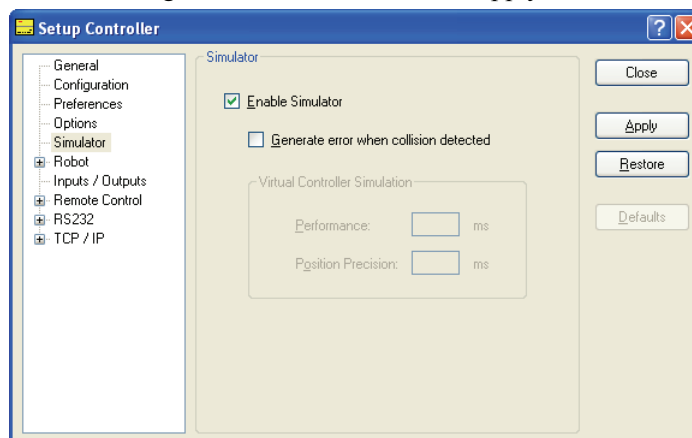 Setup Controller
General
Configuration
Preferences
Options
Simulator
Robot
Inputs / Outputs
Remote Control
RS232
TCP / IP
Simulator
Enable Simulator
Generate error when collision detected
Virtual Controller Simulation
Performance: ms
Position Precision: ms
Close
Apply
Restore
Defaults